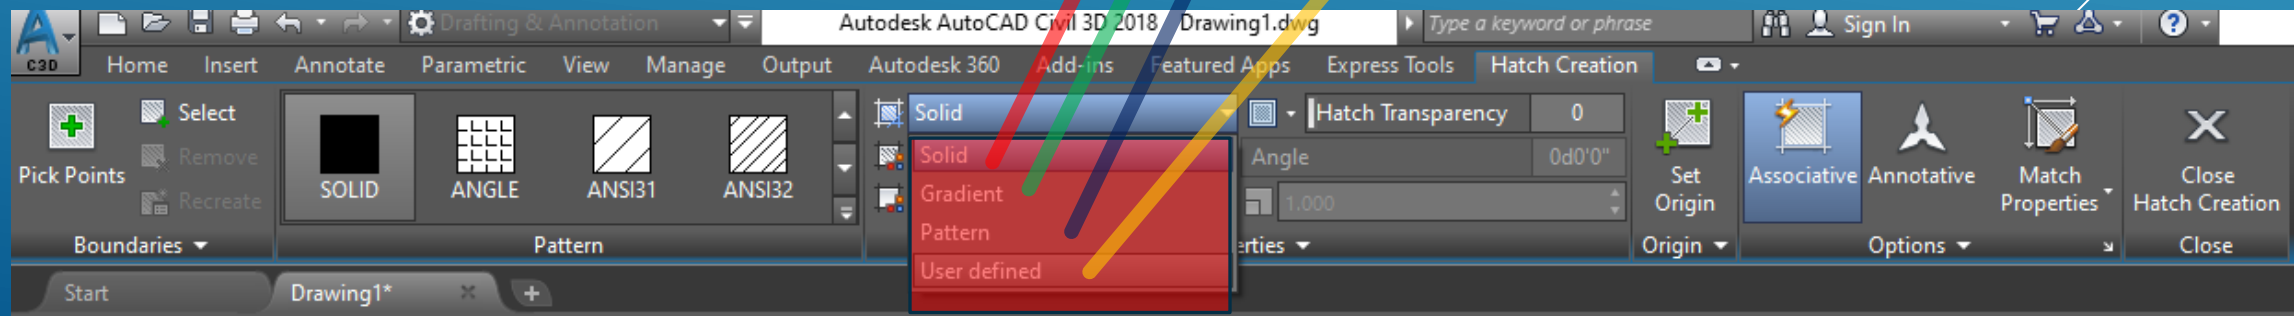 Drafting & Annotation
Autodesk AutoCAD Civil 3D 2018 Drawing1.dwg
Type a keyword or phrase
Sign In
C3D
Home Insert Annotate Parametric View Manage Output Autodesk 360 Add-ins Featured Apps Express Tools Hatch Creation
Pick Points
Select
Remove
Recreate
Boundaries
SOLID
ANGLE
ANSI31
ANSI32
Pattern
Solid
Solid
Gradient
Pattern
User defined
Hatch Transparency 0
Angle 0d0'0"
1.000
erties
Set
Origin
Origin
Associative
Annotative
Match
Properties
Options
Close
Hatch Creation
Close
Start
Drawing1*